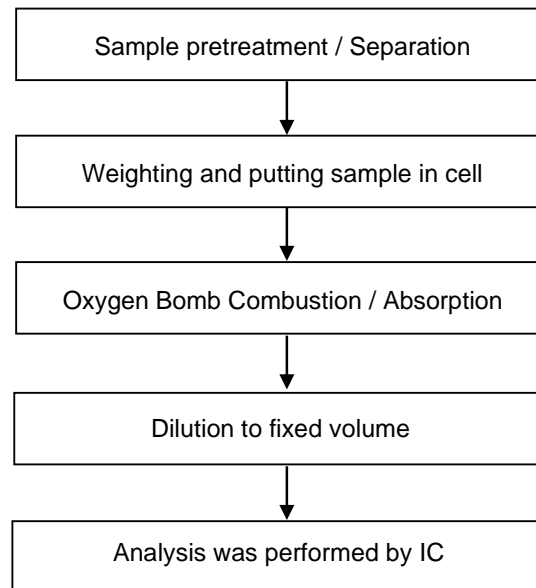 Sample pretreatment / Separation
Weighting and putting sample in cell
Oxygen Bomb Combustion / Absorption
Dilution to fixed volume
Analysis was performed by IC